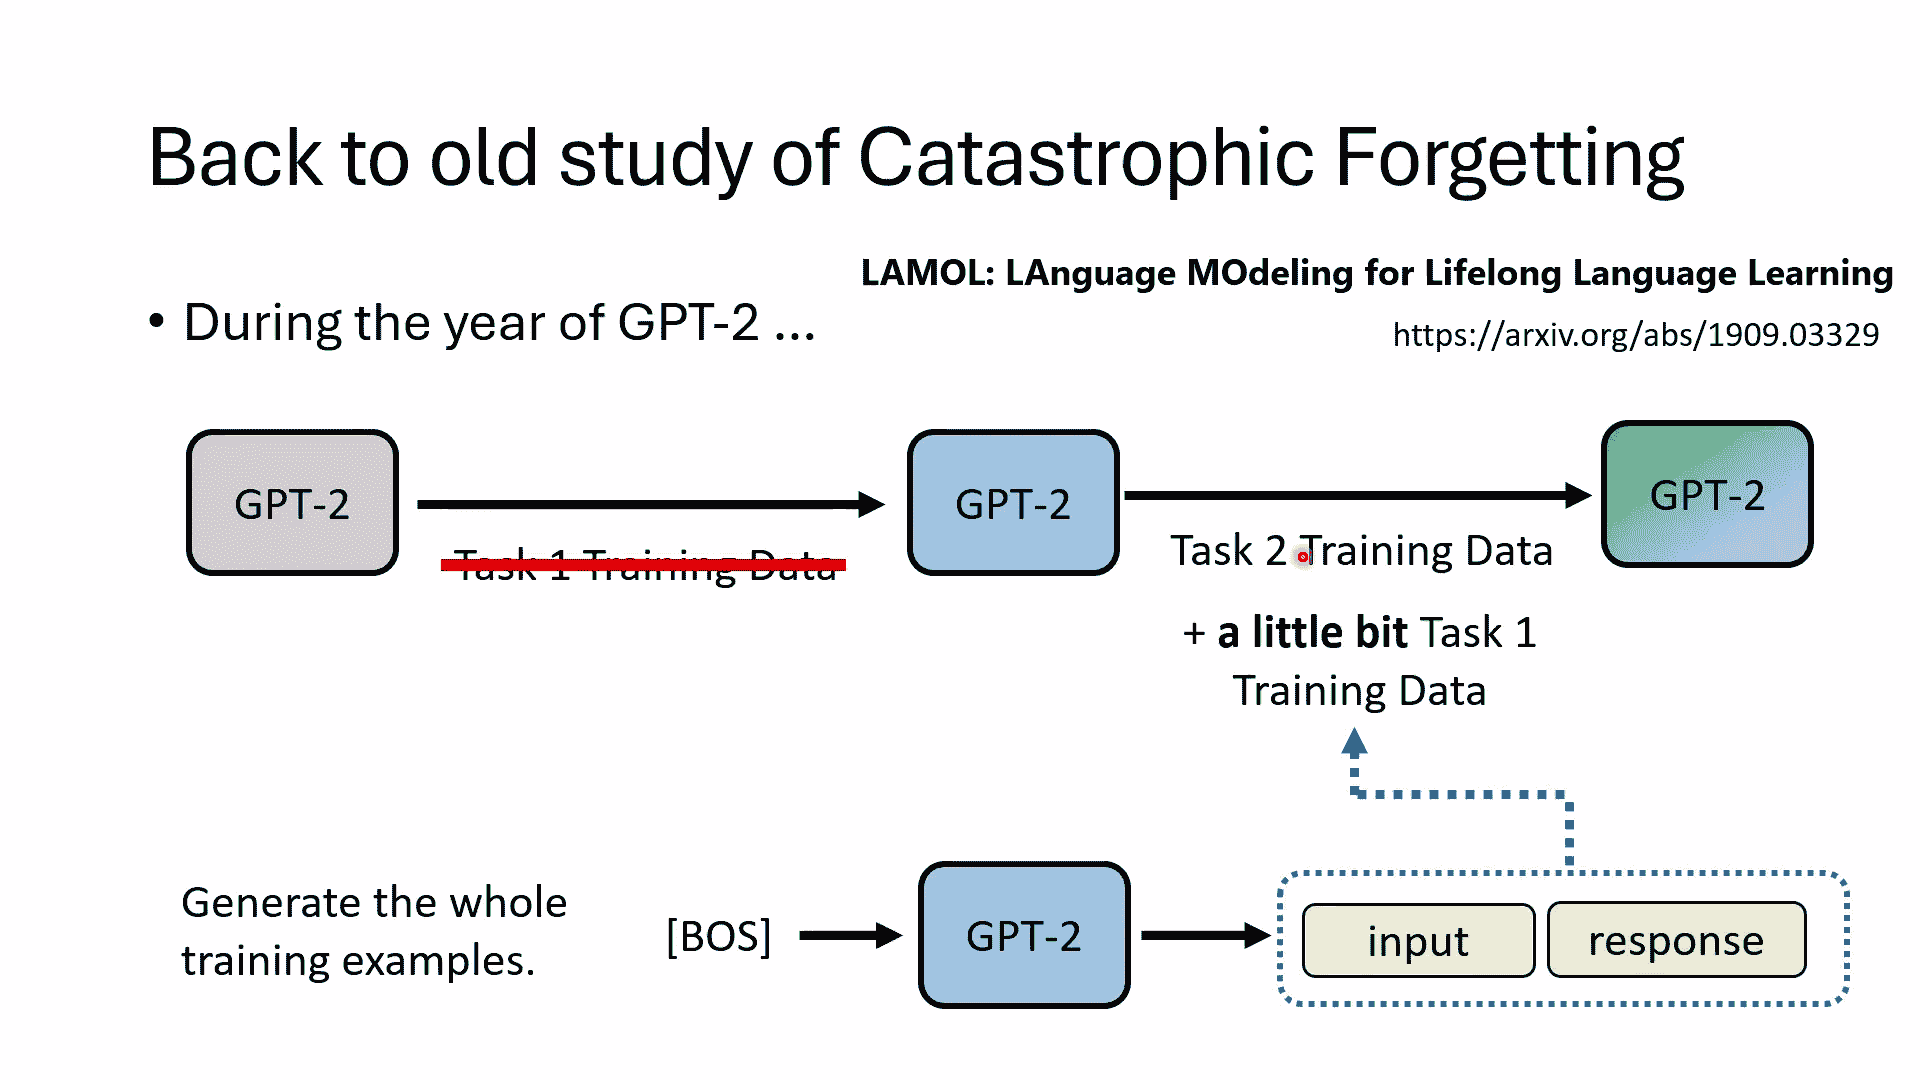 Back to old study of Catastrophic Forgetting
LAMOL: LAnguage MOdeling for Lifelong Language Learning
• During the year of GPT-2 ...
https://arxiv.org/abs/1909.03329
GPT-2
GPT-2
GPT-2
Task 1 Training Data
Task 2 Training Data
+ a little bit Task 1
Training Data
Generate the whole
training examples.
[BOS]
GPT-2
input
response